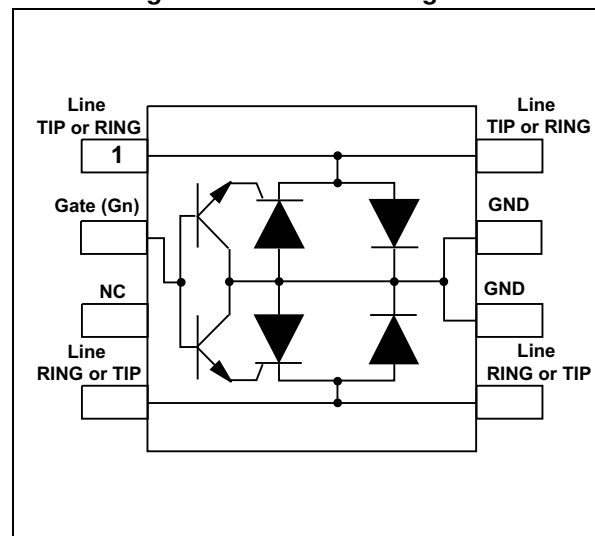 Line
TIP or RING
1
Line
TIP or RING
Gate (Gn)
GND
NC
GND
Line
RING or TIP
Line
RING or TIP